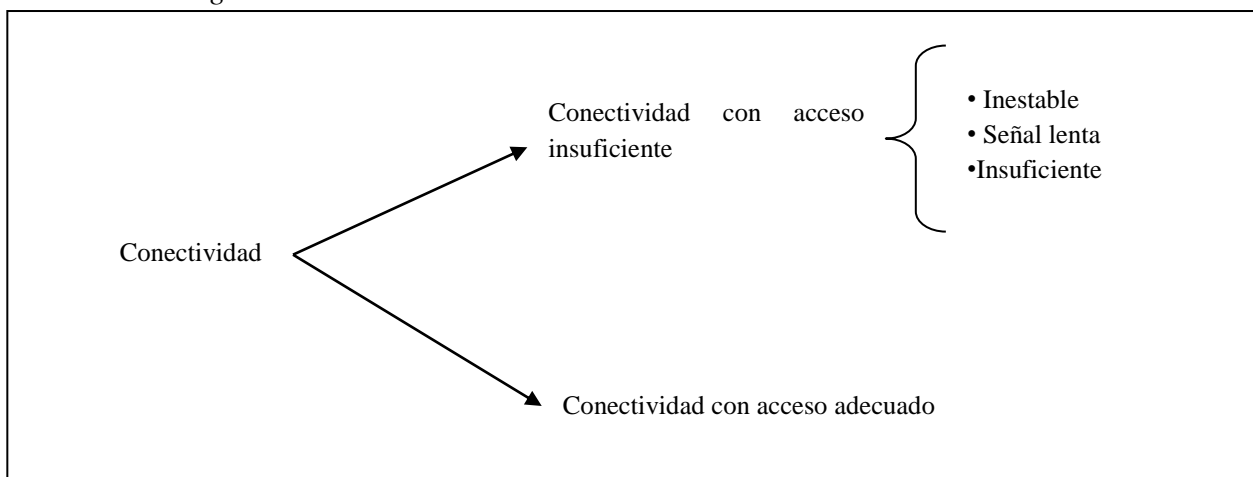 Conectividad con acceso
insuficiente
• Inestable
• Señal lenta
•Insuficiente
Conectividad
Conectividad con acceso adecuado